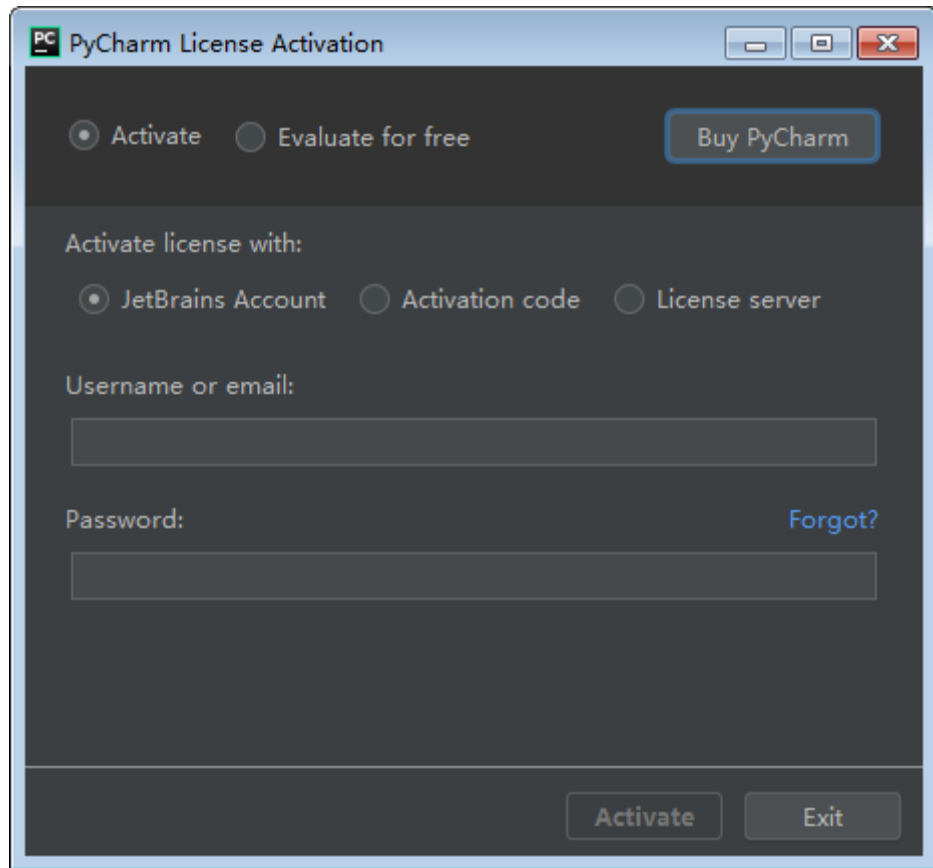 PC PyCharm License Activation
Activate Evaluate for free Buy PyCharm
Activate license with:
JetBrains Account Activation code License server
Username or email:
Password: Forgot?
Activate Exit